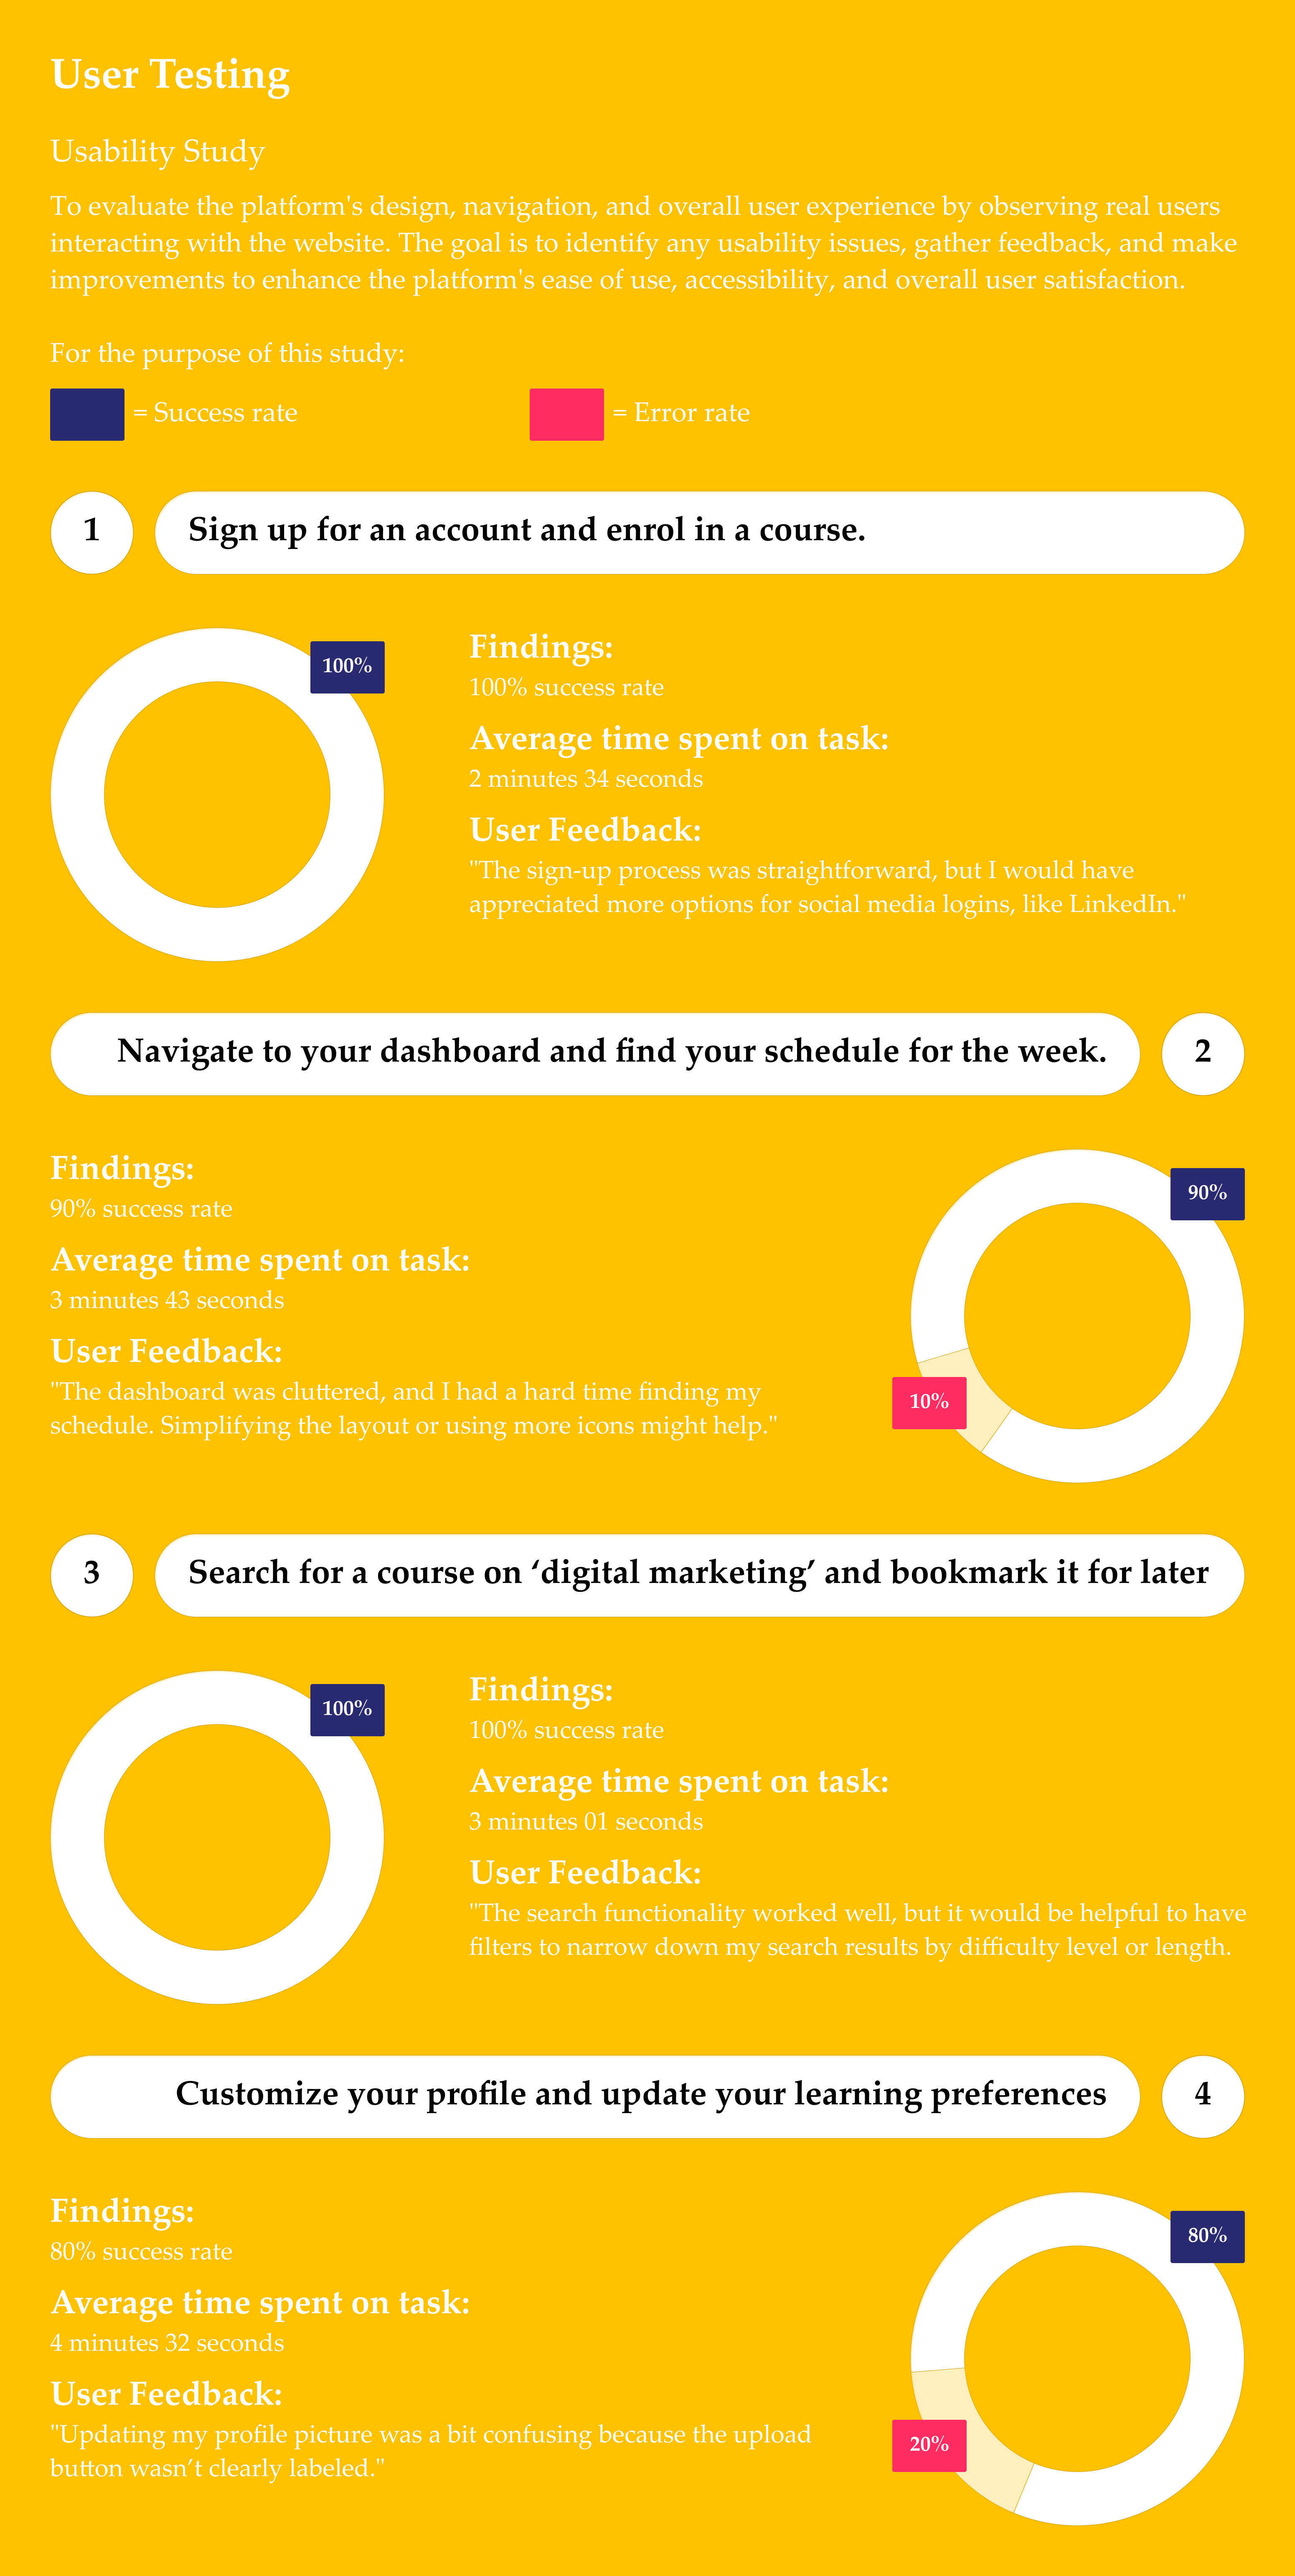 User Testing
Usability Study
To evaluate the platform's design, navigation, and overall user experience by observing real users
interacting with the website. The goal is to identify any usability issues, gather feedback, and make
improvements to enhance the platform's ease of use, accessibility, and overall user satisfaction.
For the purpose of this study:
= Success rate
= Error rate
1
Sign up for an account and enrol in a course.
100%
Findings:
100% success rate
Average time spent on task:
2 minutes 34 seconds
User Feedback:
"The sign-up process was straightforward, but I would have
appreciated more options for social media logins, like LinkedIn."
Navigate to your dashboard and find your schedule for the week.
2
Findings:
90% success rate
Average time spent on task:
3 minutes 43 seconds
User Feedback:
"The dashboard was cluttered, and I had a hard time finding my
schedule. Simplifying the layout or using more icons might help."
90%
10%
3
Search for a course on ‘digital marketing’ and bookmark it for later
100%
Findings:
100% success rate
Average time spent on task:
3 minutes 01 seconds
User Feedback:
"The search functionality worked well, but it would be helpful to have
filters to narrow down my search results by difficulty level or length.
Customize your profile and update your learning preferences
4
Findings:
80% success rate
Average time spent on task:
4 minutes 32 seconds
User Feedback:
"Updating my profile picture was a bit confusing because the upload
button wasn’t clearly labeled."
80%
20%